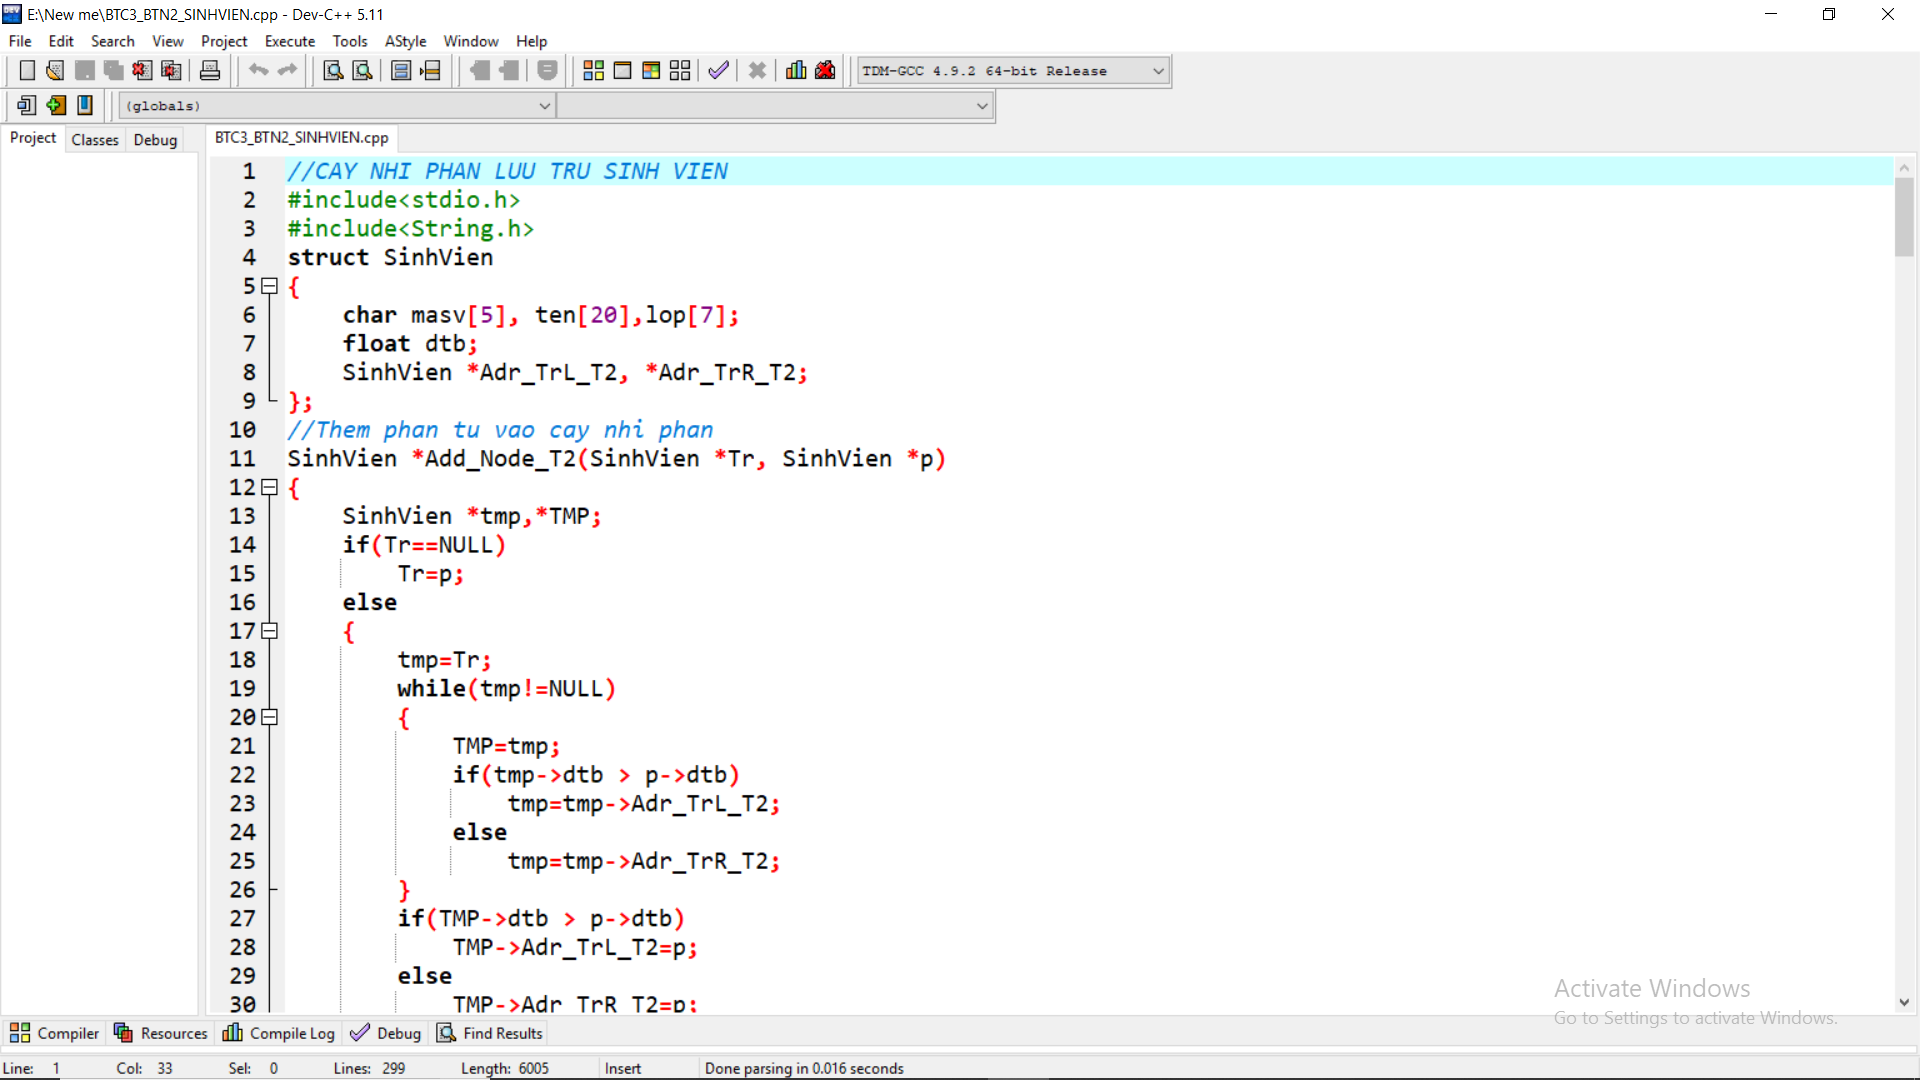 E:\New me\BTC3_BTN2_SINHVIEN.cpp - Dev-C++ 5.11
File Edit Search View Project Execute Tools AStyle Window Help
TDM-GCC 4.9.2 64-bit Release
(globals)
Project Classes Debug
BTC3_BTN2_SINHVIEN.cpp
1 //CAY NHI PHAN LUU TRU SINH VIEN
2 #include<stdio.h>
3 #include<String.h>
4 struct SinhVien
5 {
6 char masv[5], ten[20],lop[7];
7 float dtb;
8 SinhVien *Adr_TrL_T2, *Adr_TrR_T2;
9 };
10 //Them phan tu vao cay nhi phan
11 SinhVien *Add_Node_T2(SinhVien *Tr, SinhVien *p)
12 {
13 SinhVien *tmp,*TMP;
14 if(Tr==NULL)
15 Tr=p;
16 else
17 {
18 tmp=Tr;
19 while(tmp!=NULL)
20 {
21 TMP=tmp;
22 if(tmp->dtb > p->dtb)
23 tmp=tmp->Adr_TrL_T2;
24 else
25 tmp=tmp->Adr_TrR_T2;
26 }
27 if(TMP->dtb > p->dtb)
28 TMP->Adr_TrL_T2=p;
29 else
30 TMP->Adr_TrR_T2=p;
Activate Windows
Go to Settings to activate Windows.
Compiler Resources Compile Log Debug Find Results
Line: 1 Col: 33 Sel: 0 Lines: 299 Length: 6005 Insert Done parsing in 0.016 seconds